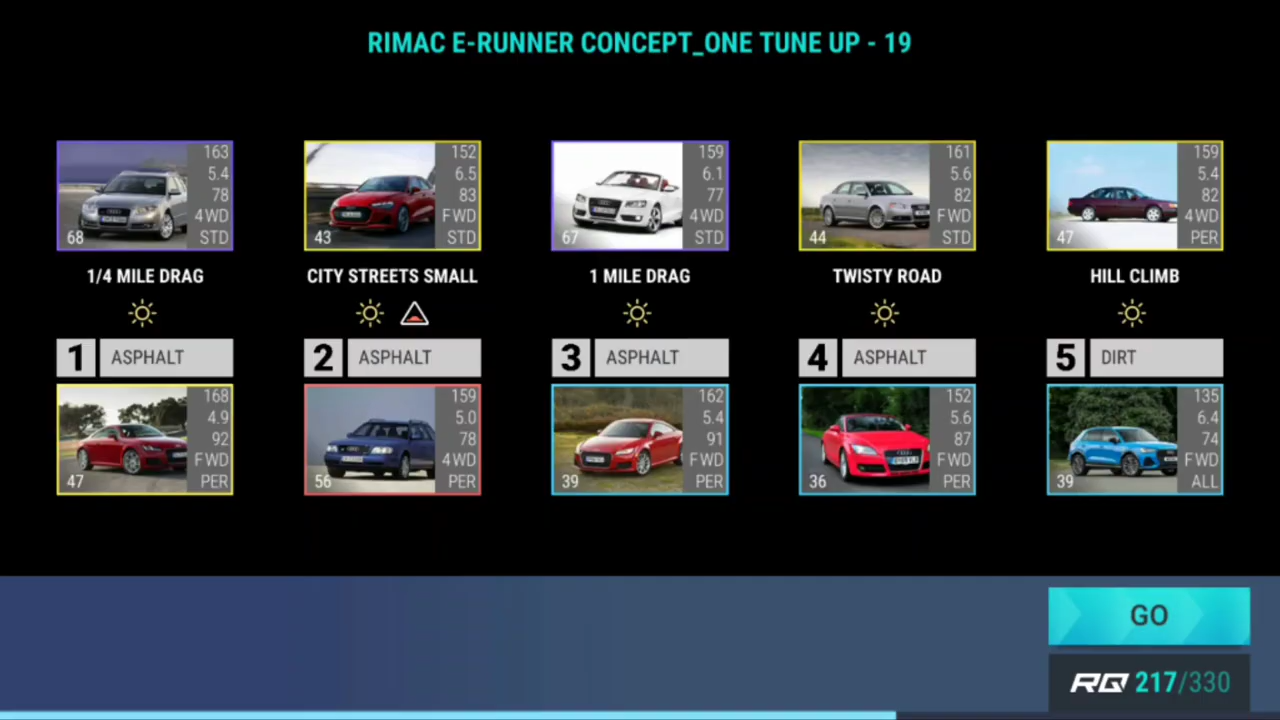 RIMAC E-RUNNER CONCEPT_ONE TUNE UP - 19
163
5.4
78
4WD
68 STD
152
6.5
83
FWD
43 STD
159
6.1
77
4WD
67 STD
161
5.6
82
FWD
44 STD
159
5.4
82
4WD
47 PER
1/4 MILE DRAG
CITY STREETS SMALL
1 MILE DRAG
TWISTY ROAD
HILL CLIMB
1 ASPHALT
2 ASPHALT
3 ASPHALT
4 ASPHALT
5 DIRT
168
4.9
92
FWD
47 PER
159
5.0
78
4WD
56 PER
162
5.4
91
FWD
39 PER
152
5.6
87
FWD
36 PER
135
6.4
74
FWD
39 ALL
GO
RQ 217/330